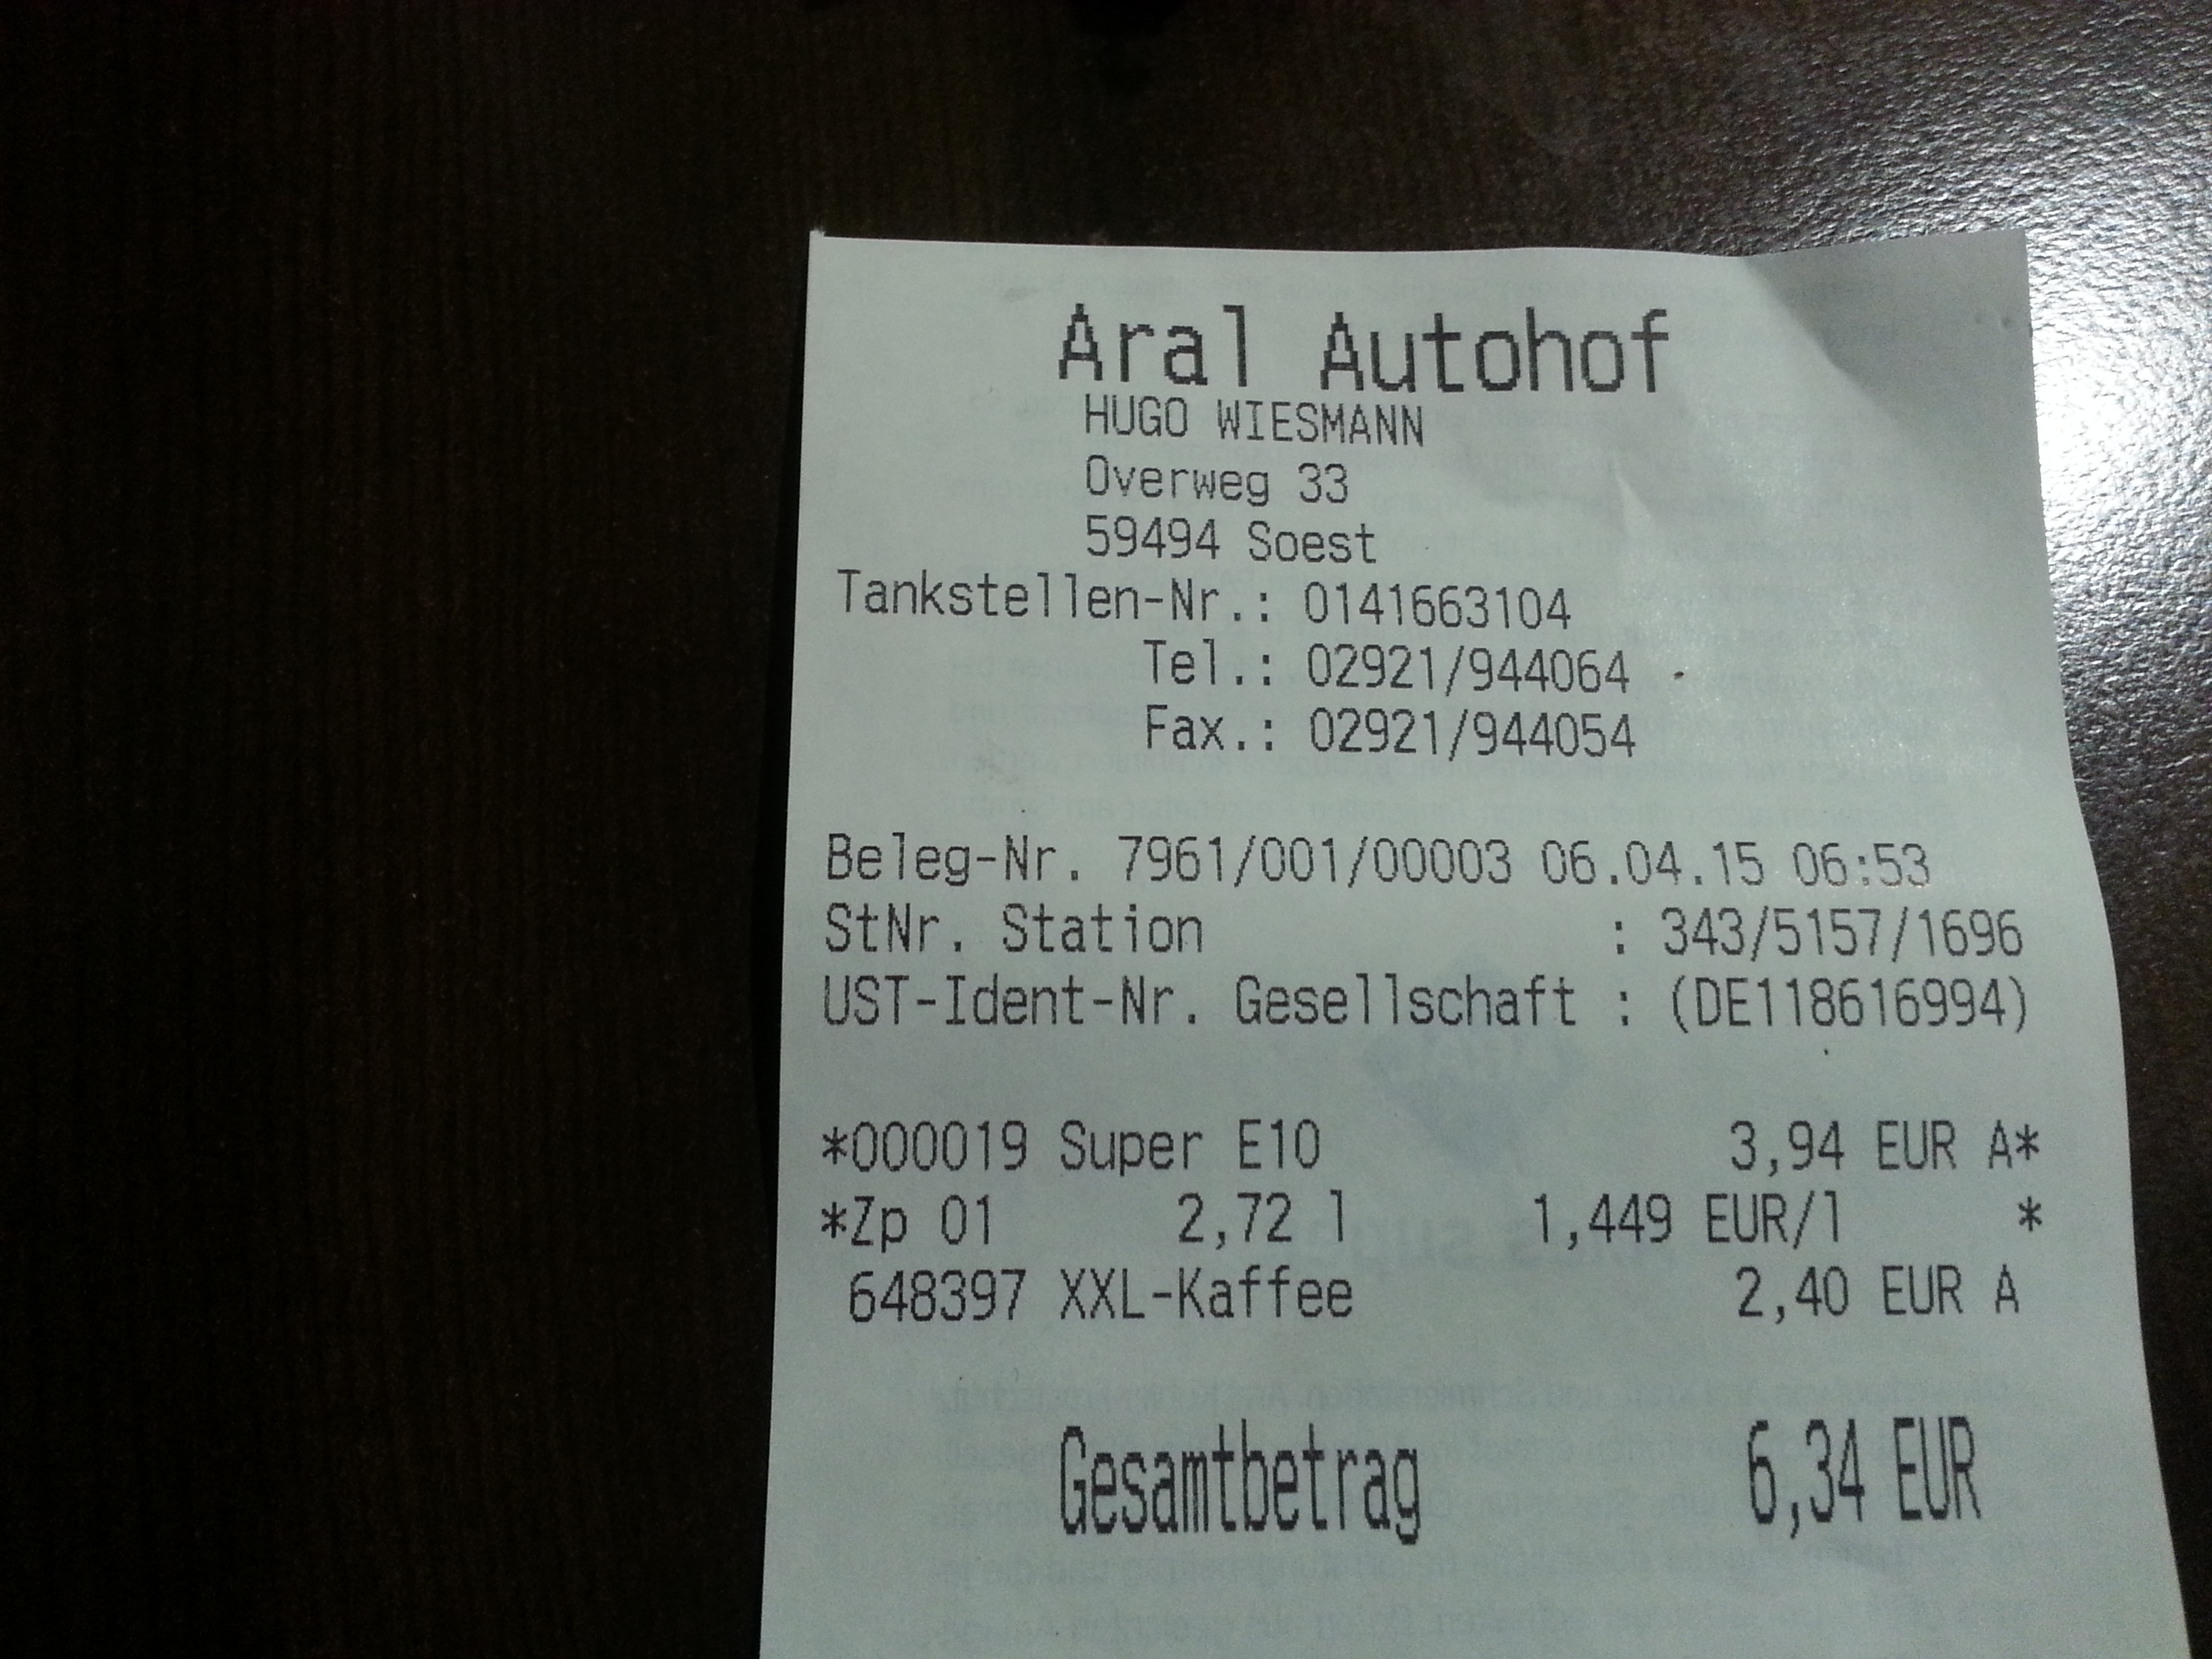 Aral Autohof
HUGO WIESMANN
Overweg 33
59494 Soest
Tankstellen-Nr.: 0141663104
Tel.: 02921/944064
Fax.: 02921/944054
Beleg-Nr. 7961/001/00003 06.04.15 06:53
StNr. Station : 343/5157/1696
UST-Ident-Nr. Gesellschaft : (DE118616994)
*000019 Super E10 3,94 EUR A*
*Zp 01 2,72 l 1,449 EUR/l *
648397 XXL-Kaffee 2,40 EUR A
Gesamtbetrag 6,34 EUR